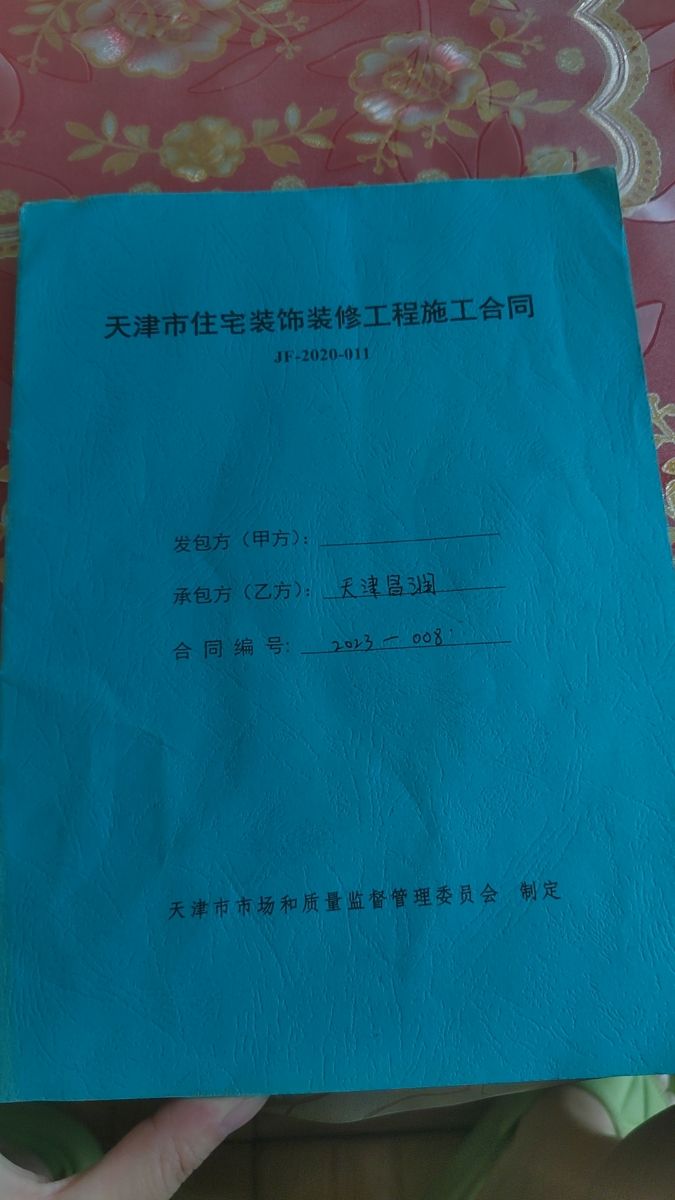 天津市住宅装饰装修工程施工合同
JF-2020-011
发包方（甲方）：
承包方（乙方）：天津昌润
合同编号：2023-008
天津市市场和质量监督管理委员会 制定